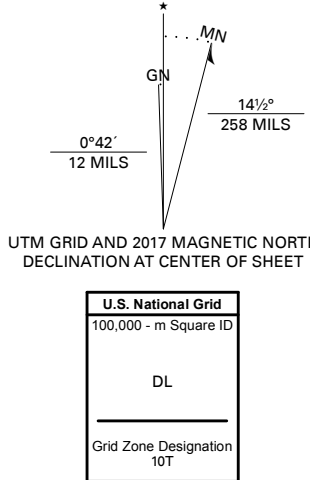 ★
MN
GN
14½°
258 MILS
0°42´
12 MILS
UTM GRID AND 2017 MAGNETIC NORTH
DECLINATION AT CENTER OF SHEET
U.S. National Grid
100,000 - m Square ID
DL
Grid Zone Designation
10T